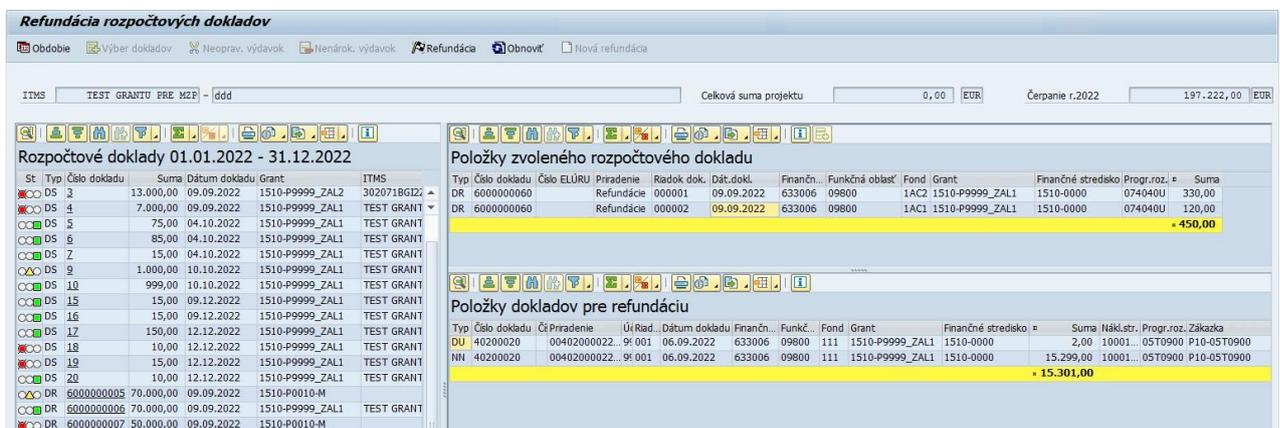 Refundácia rozpočtových dokladov
Obdobie Výber dokladov Neoprav. výdavok Nenárok. výdavok Refundácia Obnoviť Nová refundácia
ITMS TEST GRANTU PRE MZP - ddd Celková suma projektu 0,00 EUR Čerpanie r.2022 197.222,00 EUR
Rozpočtové doklady 01.01.2022 - 31.12.2022
St Typ Číslo dokladu Suma Dátum dokladu Grant ITMS
DS 3 13.000,00 09.09.2022 1510-P9999_ZAL2 302071BGI2
DS 4 7.000,00 09.09.2022 1510-P9999_ZAL1 TEST GRANT
DS 5 75,00 04.10.2022 1510-P9999_ZAL1 TEST GRANT
DS 6 85,00 04.10.2022 1510-P9999_ZAL1 TEST GRANT
DS 7 15,00 04.10.2022 1510-P9999_ZAL1 TEST GRANT
DS 9 1.000,00 10.10.2022 1510-P9999_ZAL1 TEST GRANT
DS 10 999,00 10.10.2022 1510-P9999_ZAL1 TEST GRANT
DS 15 15,00 09.12.2022 1510-P9999_ZAL1 TEST GRANT
DS 16 15,00 09.12.2022 1510-P9999_ZAL1 TEST GRANT
DS 17 150,00 12.12.2022 1510-P9999_ZAL1 TEST GRANT
DS 18 10,00 12.12.2022 1510-P9999_ZAL1 TEST GRANT
DS 19 15,00 12.12.2022 1510-P9999_ZAL1 TEST GRANT
DS 20 10,00 12.12.2022 1510-P9999_ZAL1 TEST GRANT
DR 6000000005 70.000,00 09.09.2022 1510-P0010-M
DR 6000000006 70.000,00 09.09.2022 1510-P9999_ZAL1 TEST GRANT
DR 6000000007 50.000,00 09.09.2022 1510-P0010-M
Položky zvoleného rozpočtového dokladu
Typ Číslo dokladu Číslo ELÚRU Priradenie Riadok dok. Dát.dokl. Finančn... Funkčná oblasť Fond Grant Finančné stredisko Progr.roz. Suma
DR 6000000060 Refundácie 000001 09.09.2022 633006 09800 1AC2 1510-P9999_ZAL1 1510-0000 074040U 330,00
DR 6000000060 Refundácie 000002 09.09.2022 633006 09800 1AC1 1510-P9999_ZAL1 1510-0000 074040U 120,00
450,00
Položky dokladov pre refundáciu
Typ Číslo dokladu Či Priradenie Úč Riad... Dátum dokladu Finančn... Funkč... Fond Grant Finančné stredisko Suma Nákl.str. Progr.roz. Zákazka
DU 40200020 00402000022... 99 001 06.09.2022 633006 09800 111 1510-P9999_ZAL1 1510-0000 2,00 10001... 05T0900 P10-05T0900
NN 40200020 00402000022... 99 001 06.09.2022 633006 09800 111 1510-P9999_ZAL1 1510-0000 15.299,00 10001... 05T0900 P10-05T0900
15.301,00